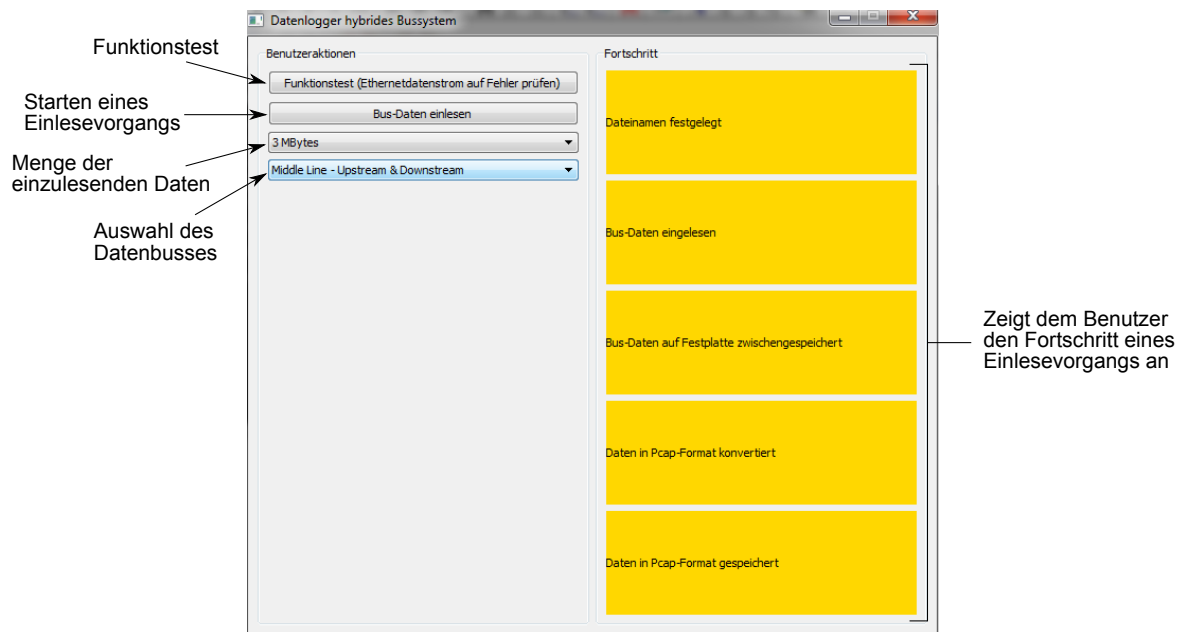 Datenlogger hybrides Bussystem
Funktionstest
Starten eines
Einlesevorgangs
Menge der
einzulesenden Daten
Auswahl des
Datenbusses
Benutzeraktionen
Funktionstest (Ethernetdatenstrom auf Fehler prüfen)
Bus-Daten einlesen
3 MBytes
Middle Line - Upstream & Downstream
Fortschritt
Dateinamen festgelegt
Bus-Daten eingelesen
Bus-Daten auf Festplatte zwischengespeichert
Daten in Pcap-Format konvertiert
Daten in Pcap-Format gespeichert
Zeigt dem Benutzer
den Fortschritt eines
Einlesevorgangs an